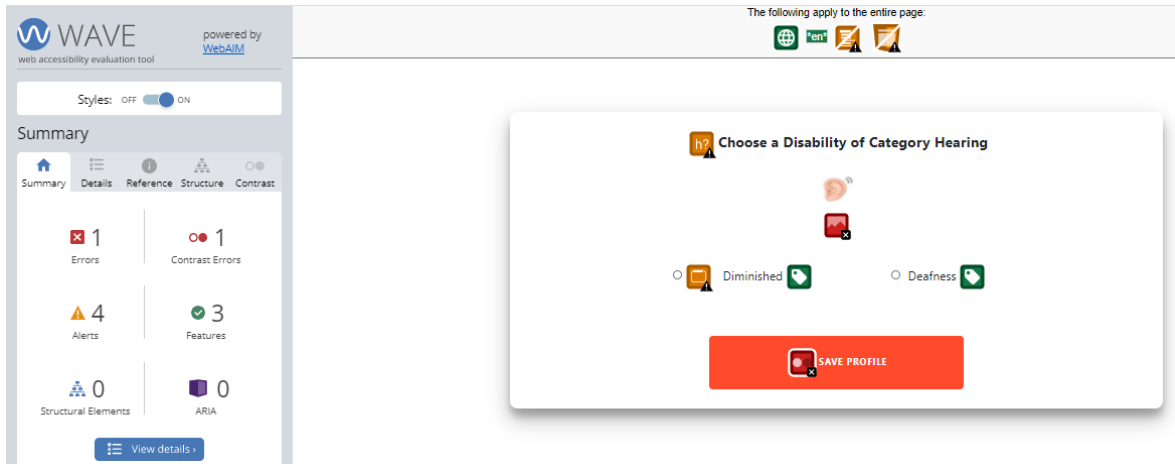 WAVE
powered by
WebAIM
web accessibility evaluation tool
Styles: OFF ON
Summary
Summary Details Reference Structure Contrast
1
Errors
1
Contrast Errors
4
Alerts
3
Features
0
Structural Elements
0
ARIA
View details ›
The following apply to the entire page:
*en*
h? Choose a Disability of Category Hearing
Diminished
Deafness
SAVE PROFILE